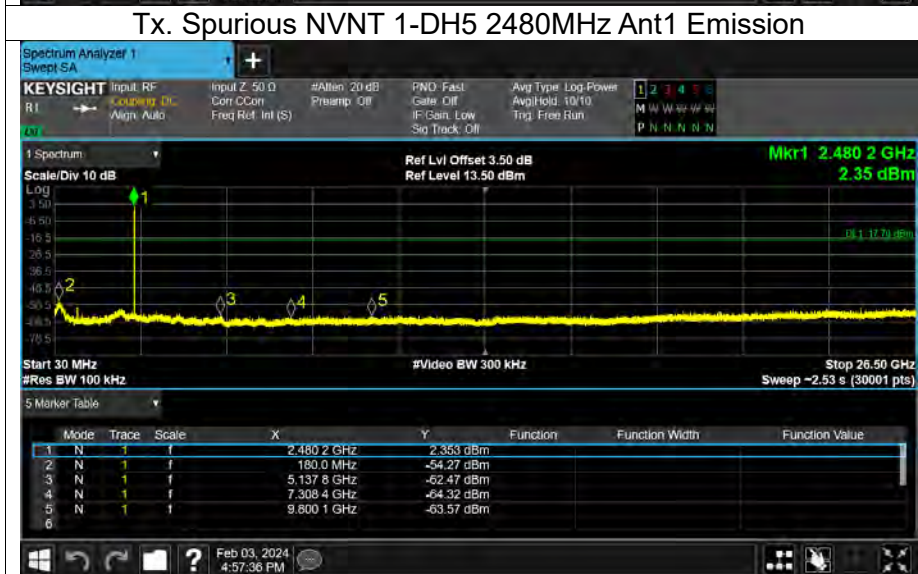 Tx. Spurious NVNT 1-DH5 2480MHz Ant1 Emission
Spectrum Analyzer 1
Swept SA
+
KEYSIGHT Input: RF Input Z: 50 Ω #Atten: 20 dB PNO: Fast Avg Type: Log-Power 1 2 3 4 5 6
R L Coupling: DC Corr CCorr Preamp: Off Gate: Off Avg|Hold: 10/10 M W W W W W
Align: Auto Freq Ref: Int (S) IF Gain: Low Trig: Free Run
Sig Track: Off P N N N N N
1 Spectrum Ref Lvl Offset 3.50 dB Mkr1 2.480 2 GHz
Scale/Div 10 dB Ref Level 13.50 dBm 2.35 dBm
Log
1
3.50
-6.50
-16.5 DL1 -17.79 dBm
-26.5
-36.5
-46.5 2
-56.5 3 4 5
-66.5
-76.5
Start 30 MHz #Video BW 300 kHz Stop 26.50 GHz
#Res BW 100 kHz Sweep ~2.53 s (30001 pts)
5 Marker Table
Mode Trace Scale X Y Function Function Width Function Value
1 N 1 f 2.480 2 GHz 2.353 dBm
2 N 1 f 180.0 MHz -54.27 dBm
3 N 1 f 5.137 8 GHz -62.47 dBm
4 N 1 f 7.308 4 GHz -64.32 dBm
5 N 1 f 9.800 1 GHz -63.57 dBm
6
? Feb 03, 2024
4:57:36 PM